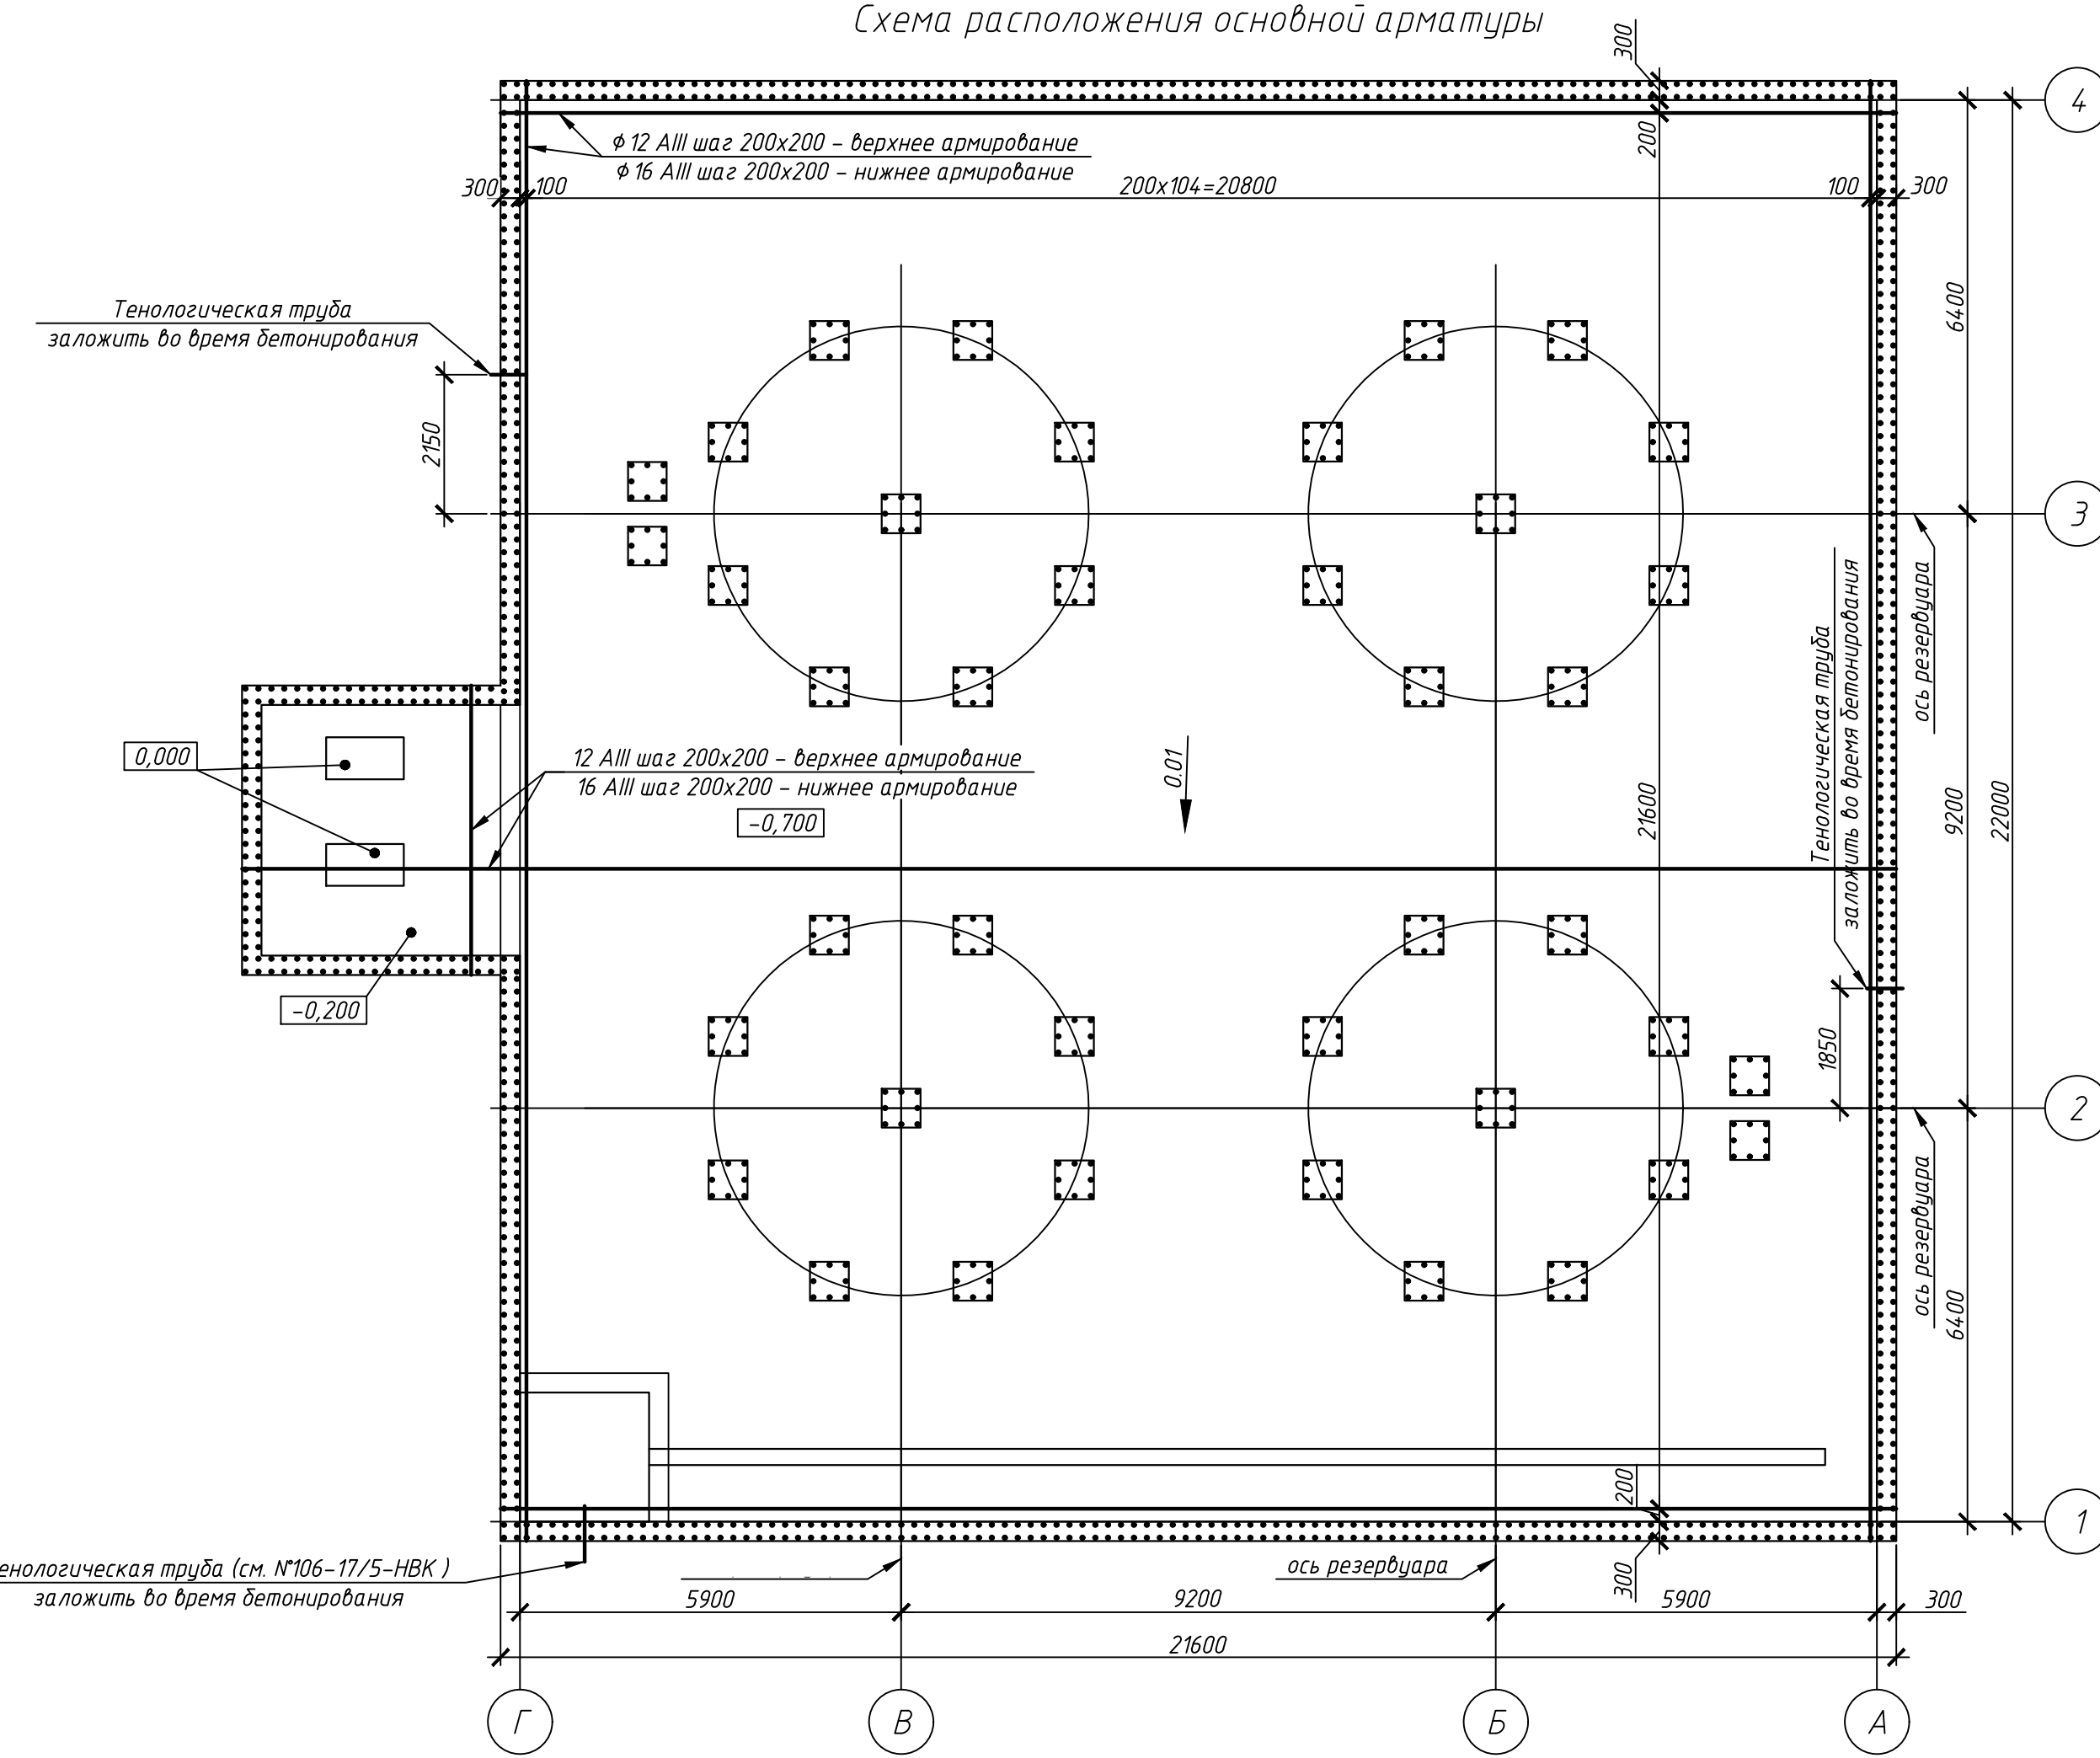 Схема расположения основной арматуры
300
4
200
ϕ 12 АIII шаг 200х200 – верхнее армирование
ϕ 16 АIII шаг 200х200 – нижнее армирование
300
100
200х104=20800
100
300
6400
Тенологическая труба
заложить во время бетонирования
2150
3
ось резервуара
Тенологическая труба
заложить во время бетонирования
0,000
12 АIII шаг 200х200 – верхнее армирование
16 АIII шаг 200х200 – нижнее армирование
-0,700
0.01
21600
9200
22000
-0,200
1850
2
ось резервуара
6400
200
1
енологическая труба (см. №106-17/5-НВК )
заложить во время бетонирования
ось резервуара
300
5900
9200
5900
300
21600
Г
В
Б
А